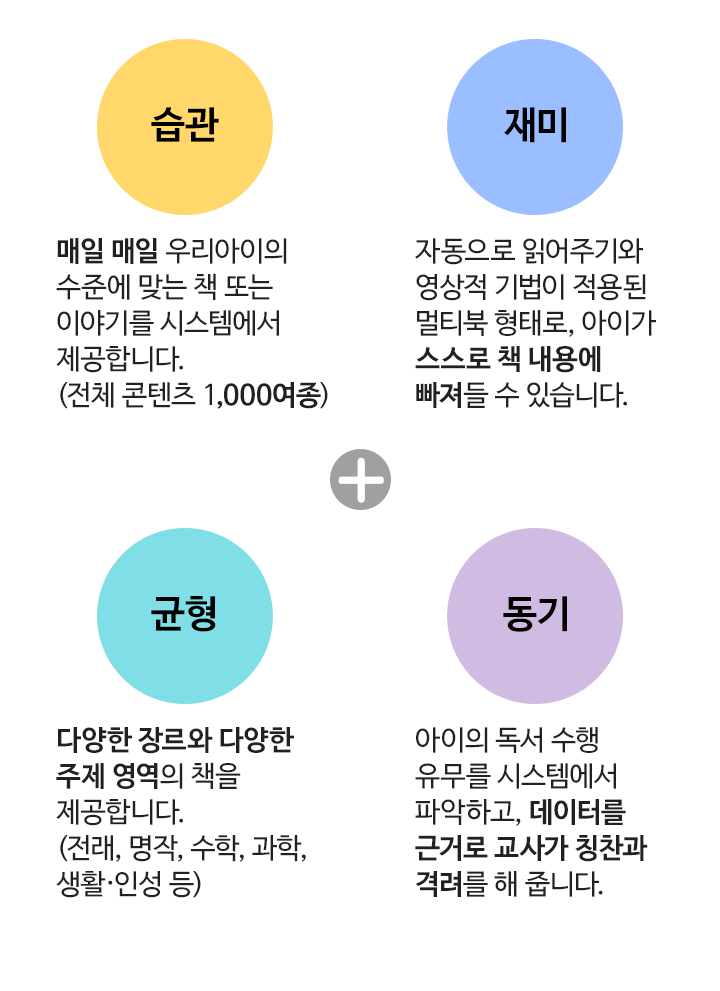 습관
매일 매일 우리아이의
수준에 맞는 책 또는
이야기를 시스템에서
제공합니다.
(전체 콘텐츠 1,000여종)
재미
자동으로 읽어주기와
영상적 기법이 적용된
멀티북 형태로, 아이가
스스로 책 내용에
빠져들 수 있습니다.
균형
다양한 장르와 다양한
주제 영역의 책을
제공합니다.
(전래, 명작, 수학, 과학,
생활·인성 등)
동기
아이의 독서 수행
유무를 시스템에서
파악하고, 데이터를
근거로 교사가 칭찬과
격려를 해 줍니다.